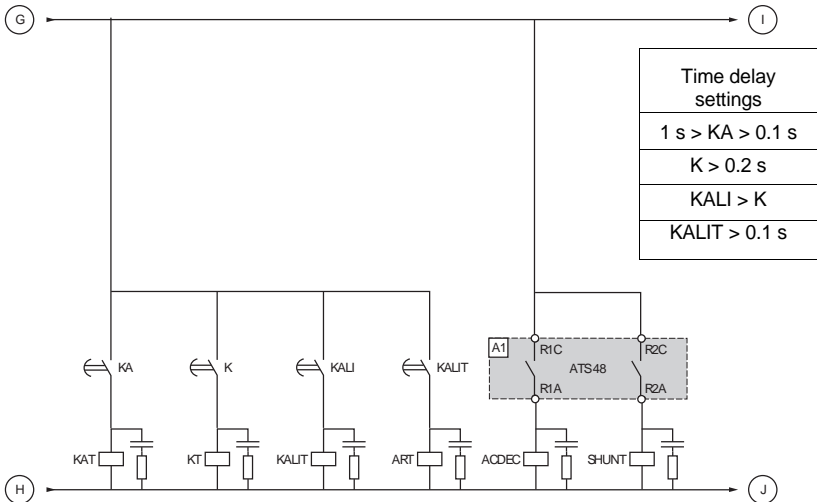 G
I
Time delay
settings
1 s > KA > 0.1 s
K > 0.2 s
KALI > K
KALIT > 0.1 s
A1
R1C
R2C
KA
K
KALI
KALIT
ATS48
R1A
R2A
KAT
KT
KALIT
ART
ACDEC
SHUNT
H
J